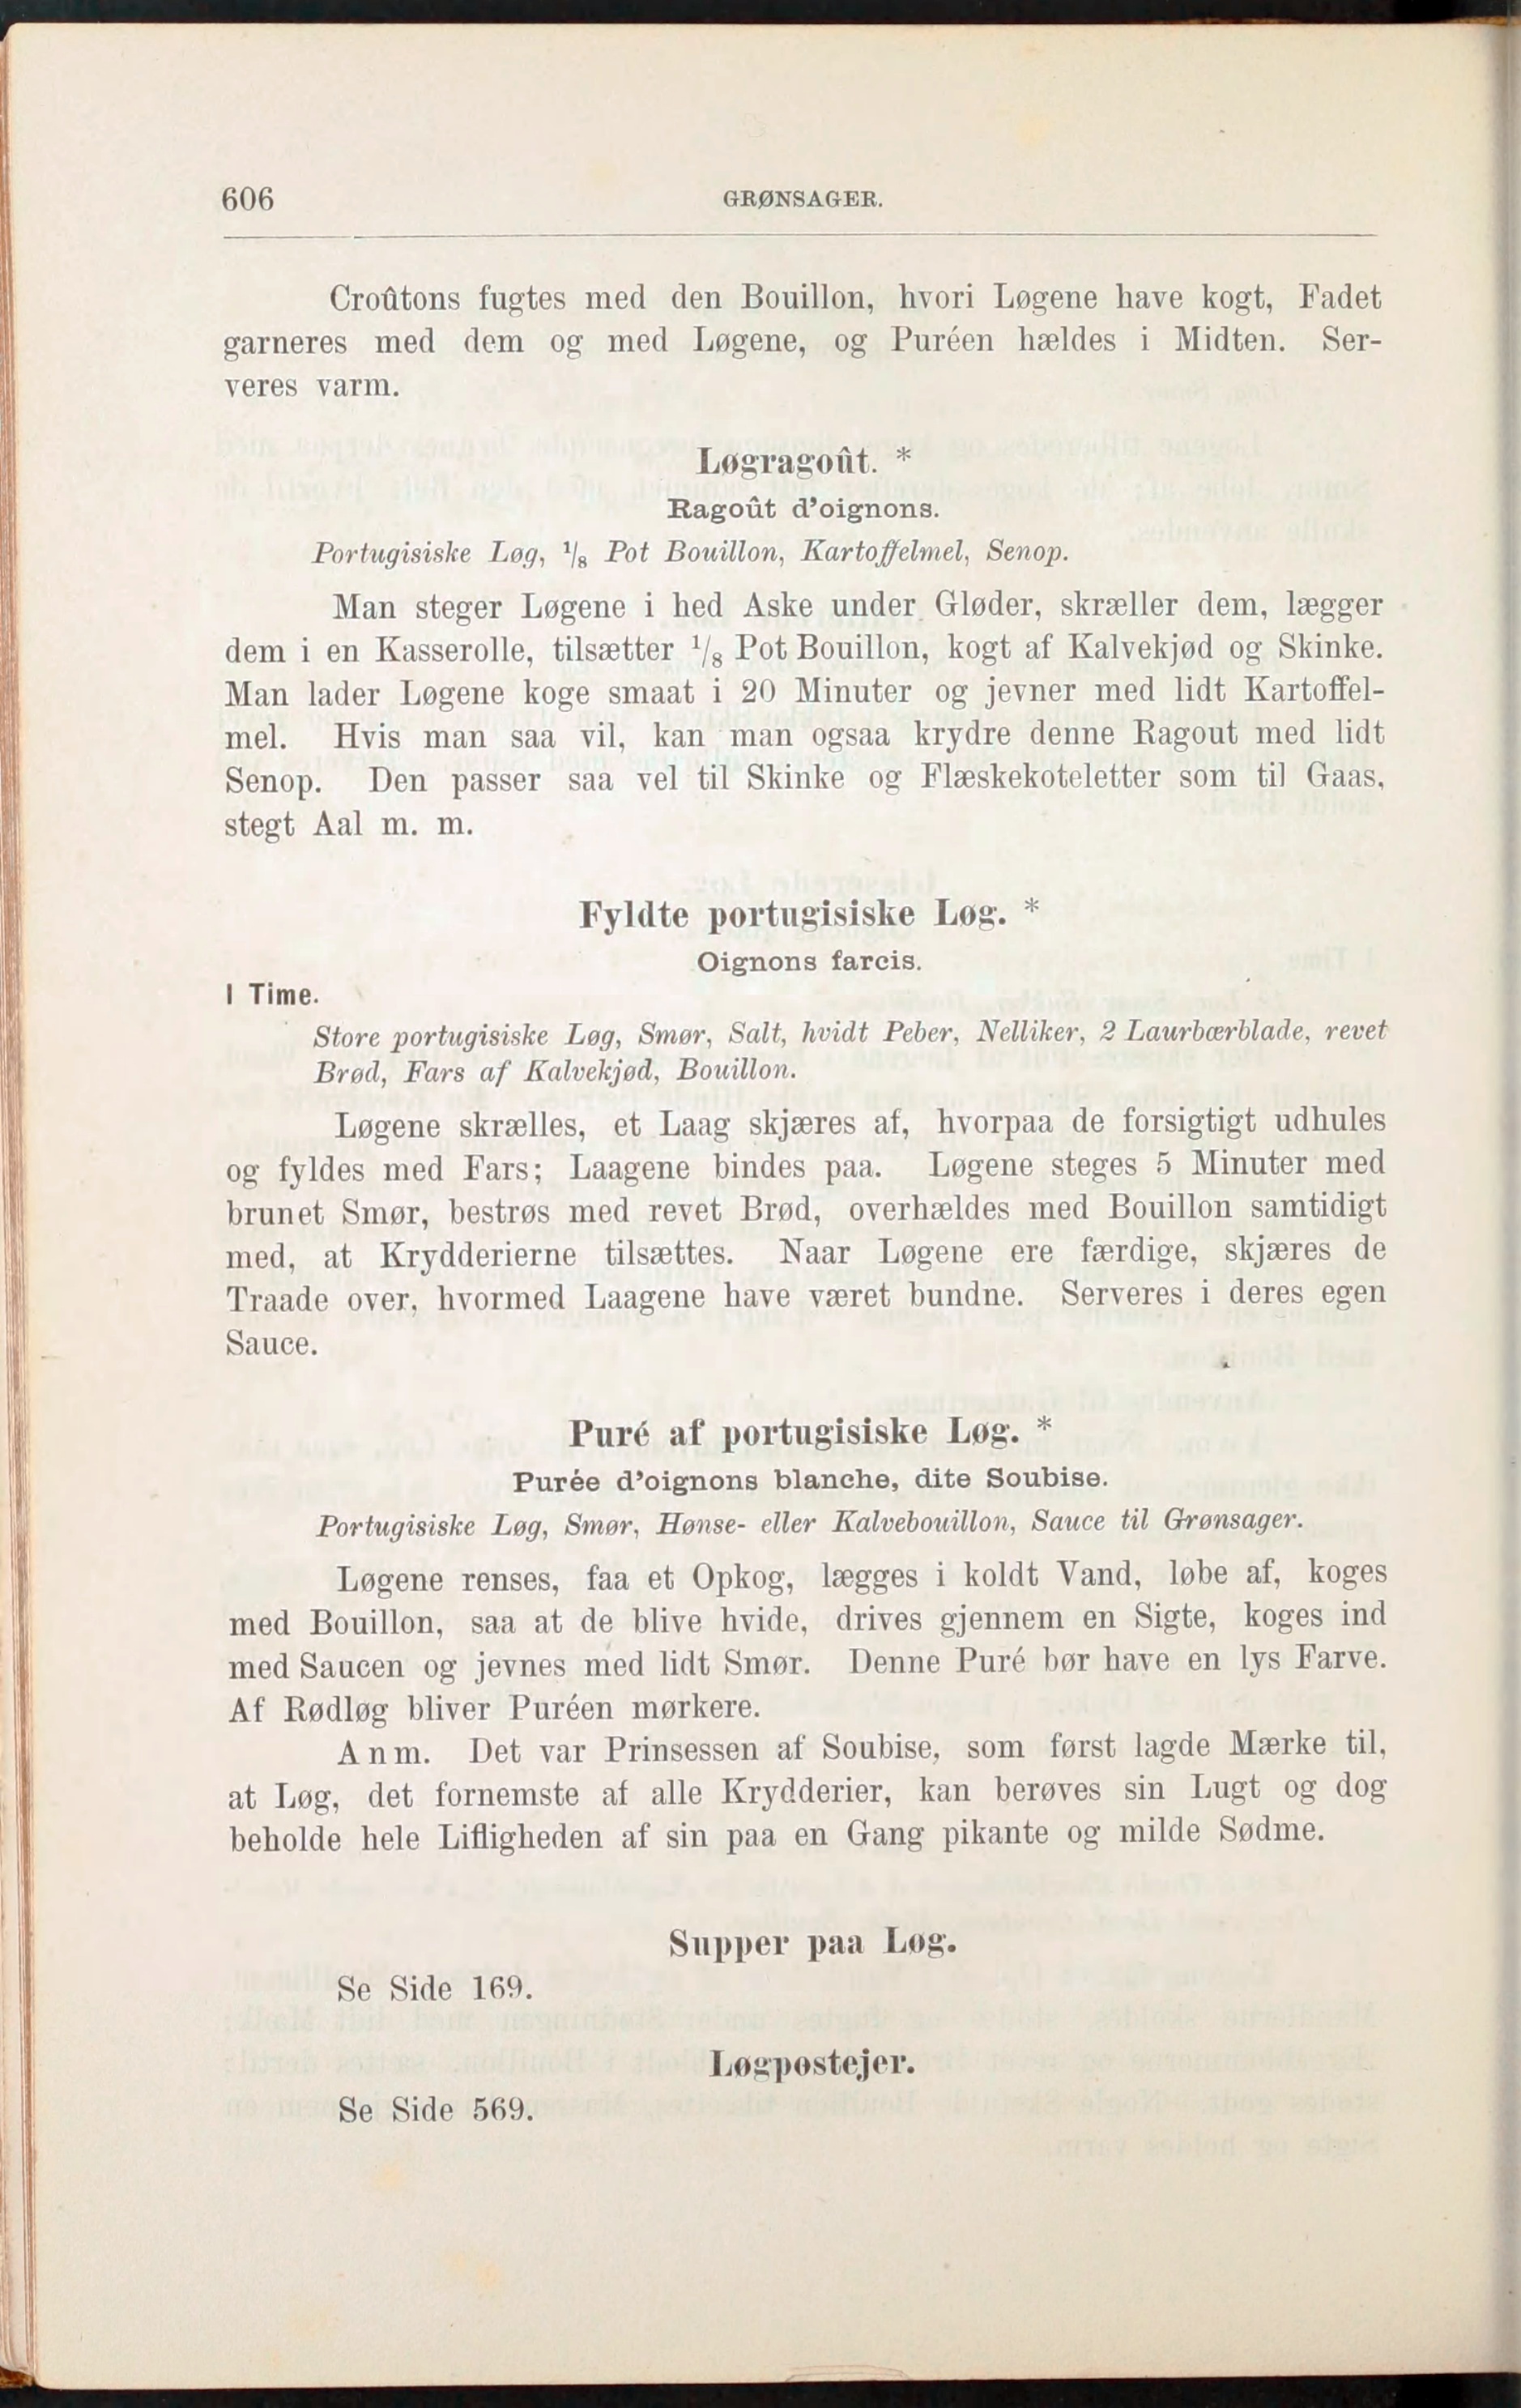 606
GRØNSAGER.
Croûtons fugtes med den Bouillon, hvori Løgene have kogt, Fadet
garneres med dem og med Løgene, og Puréen hældes i Midten. Ser-
veres varm.
Løgragoût. *
Ragoût d’oignons.
Portugisiske Løg, 1/8 Pot Bouillon, Kartoffelmel, Senop.
Man steger Løgene i hed Aske under Gløder, skræller dem, lægger
dem i en Kasserolle, tilsætter 1/8 Pot Bouillon, kogt af Kalvekjød og Skinke.
Man lader Løgene koge smaat i 20 Minuter og jevner med lidt Kartoffel-
mel. Hvis man saa vil, kan man ogsaa krydre denne Ragout med lidt
Senop. Den passer saa vel til Skinke og Flæskekoteletter som til Gaas,
stegt Aal m. m.
Fyldte portugisiske Løg. *
Oignons farcis.
I Time.
Store portugisiske Løg, Smør, Salt, hvidt Peber, Nelliker, 2 Laurbærblade, revet
Brød, Fars af Kalvekjød, Bouillon.
Løgene skrælles, et Laag skjæres af, hvorpaa de forsigtigt udhules
og fyldes med Fars; Laagene bindes paa. Løgene steges 5 Minuter med
brunet Smør, bestrøs med revet Brød, overhældes med Bouillon samtidigt
med, at Krydderierne tilsættes. Naar Løgene ere færdige, skjæres de
Traade over, hvormed Laagene have været bundne. Serveres i deres egen
Sauce.
Puré af portugisiske Løg. *
Purée d’oignons blanche, dite Soubise.
Portugisiske Løg, Smør, Hønse- eller Kalvebouillon, Sauce til Grønsager.
Løgene renses, faa et Opkog, lægges i koldt Vand, løbe af, koges
med Bouillon, saa at de blive hvide, drives gjennem en Sigte, koges ind
med Saucen og jevnes med lidt Smør. Denne Puré bør have en lys Farve.
Af Rødløg bliver Puréen mørkere.
Anm. Det var Prinsessen af Soubise, som først lagde Mærke til,
at Løg, det fornemste af alle Krydderier, kan berøves sin Lugt og dog
beholde hele Lifligheden af sin paa en Gang pikante og milde Sødme.
Supper paa Løg.
Se Side 169.
Løgpostejer.
Se Side 569.